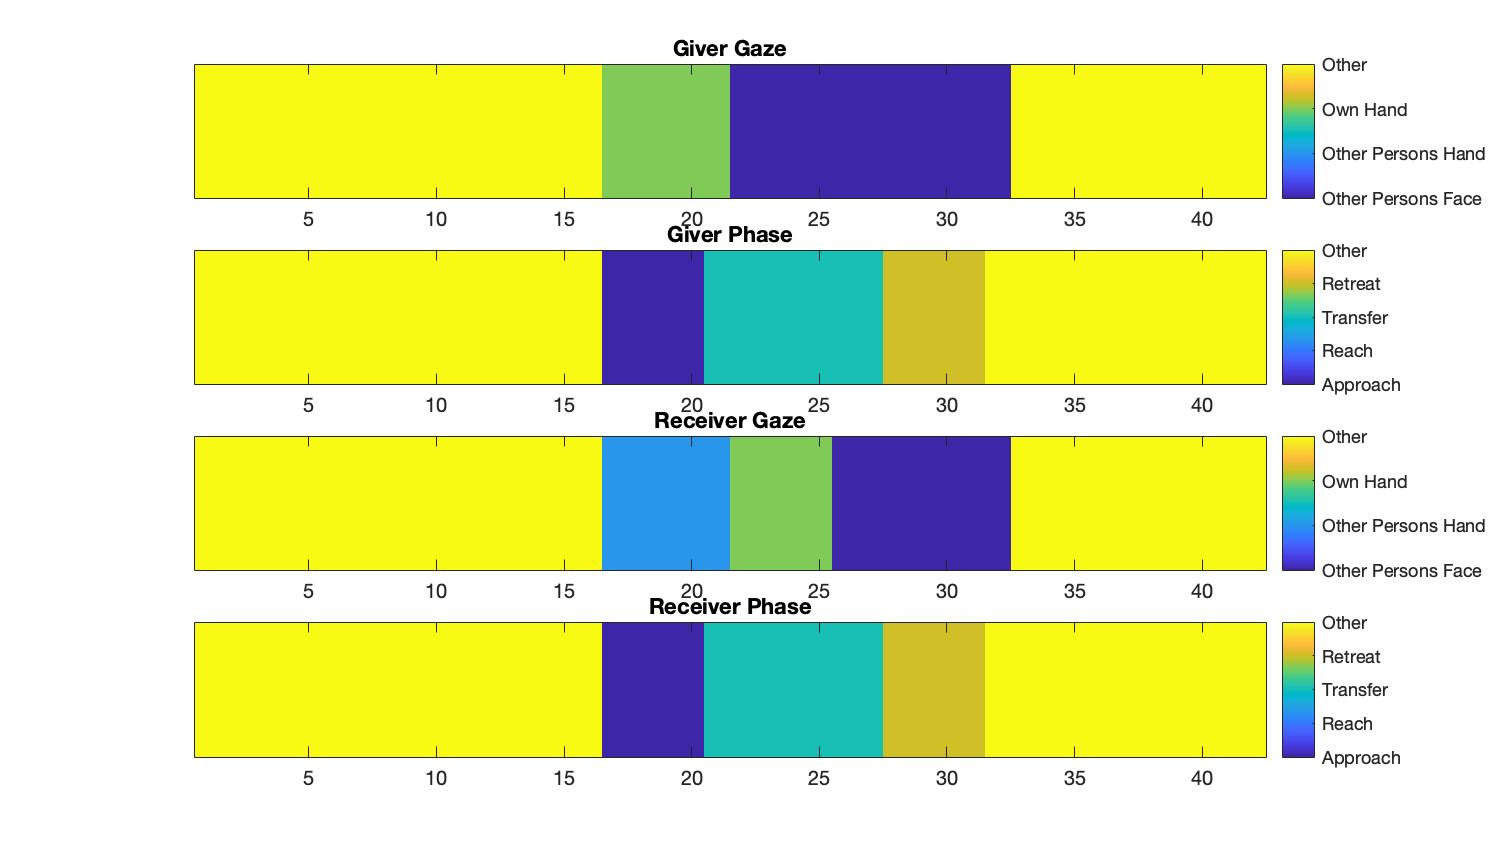 Giver Gaze
Other
Own Hand
Other Persons Hand
Other Persons Face
5 10 15 20 25 30 35 40
Giver Phase
Other
Retreat
Transfer
Reach
Approach
5 10 15 20 25 30 35 40
Receiver Gaze
Other
Own Hand
Other Persons Hand
Other Persons Face
5 10 15 20 25 30 35 40
Receiver Phase
Other
Retreat
Transfer
Reach
Approach
5 10 15 20 25 30 35 40